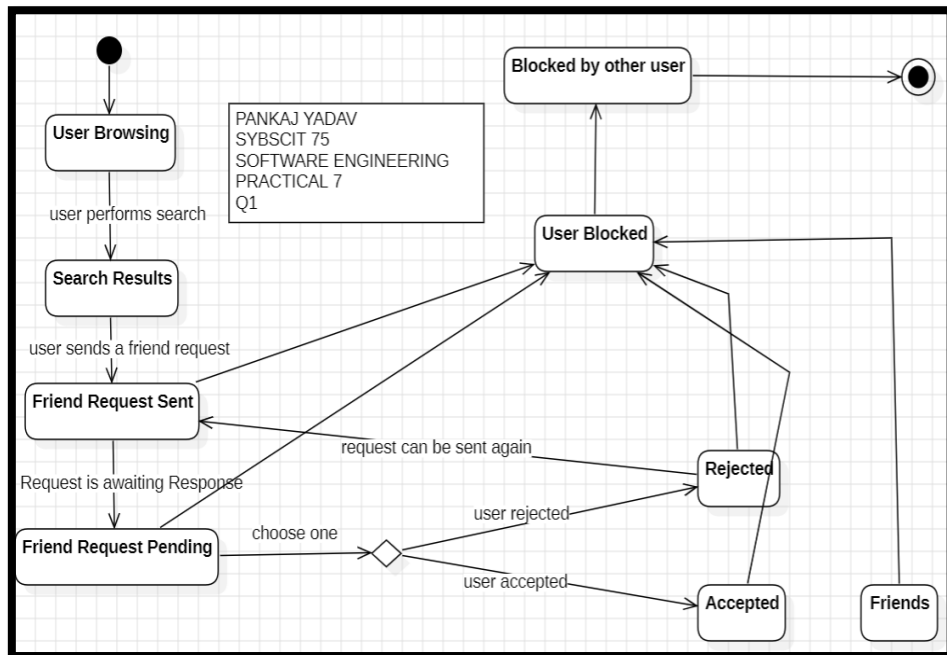 Blocked by other user
User Browsing
PANKAJ YADAV
SYBSCIT 75
SOFTWARE ENGINEERING
PRACTICAL 7
Q1
user performs search
User Blocked
Search Results
user sends a friend request
Friend Request Sent
request can be sent again
Rejected
Request is awaiting Response
user rejected
choose one
Friend Request Pending
user accepted
Accepted
Friends